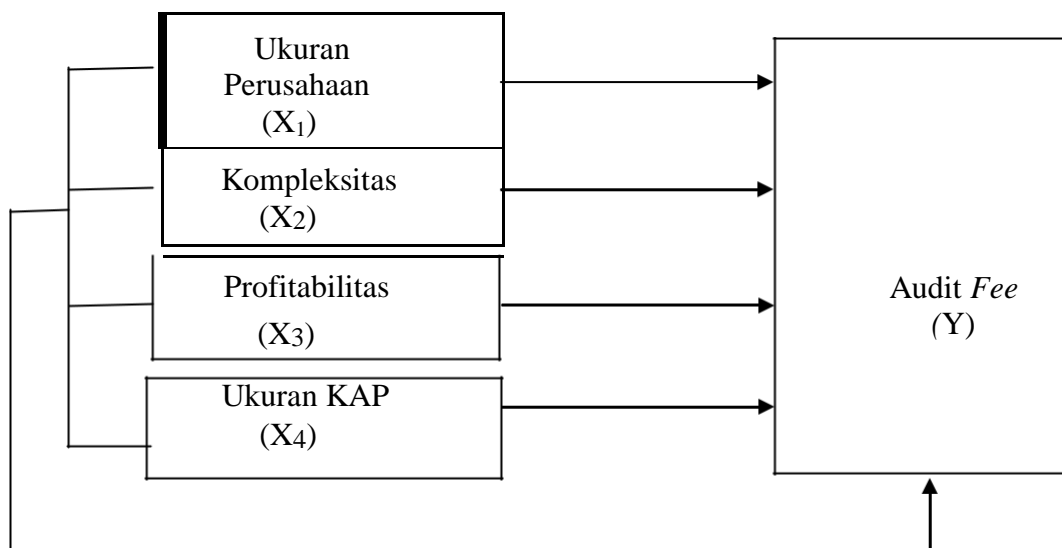 Ukuran
Perusahaan
(X₁)
Kompleksitas
(X2)
Profitabilitas
(X3)
Ukuran KAP
(X4)
Audit Fee
(Y)